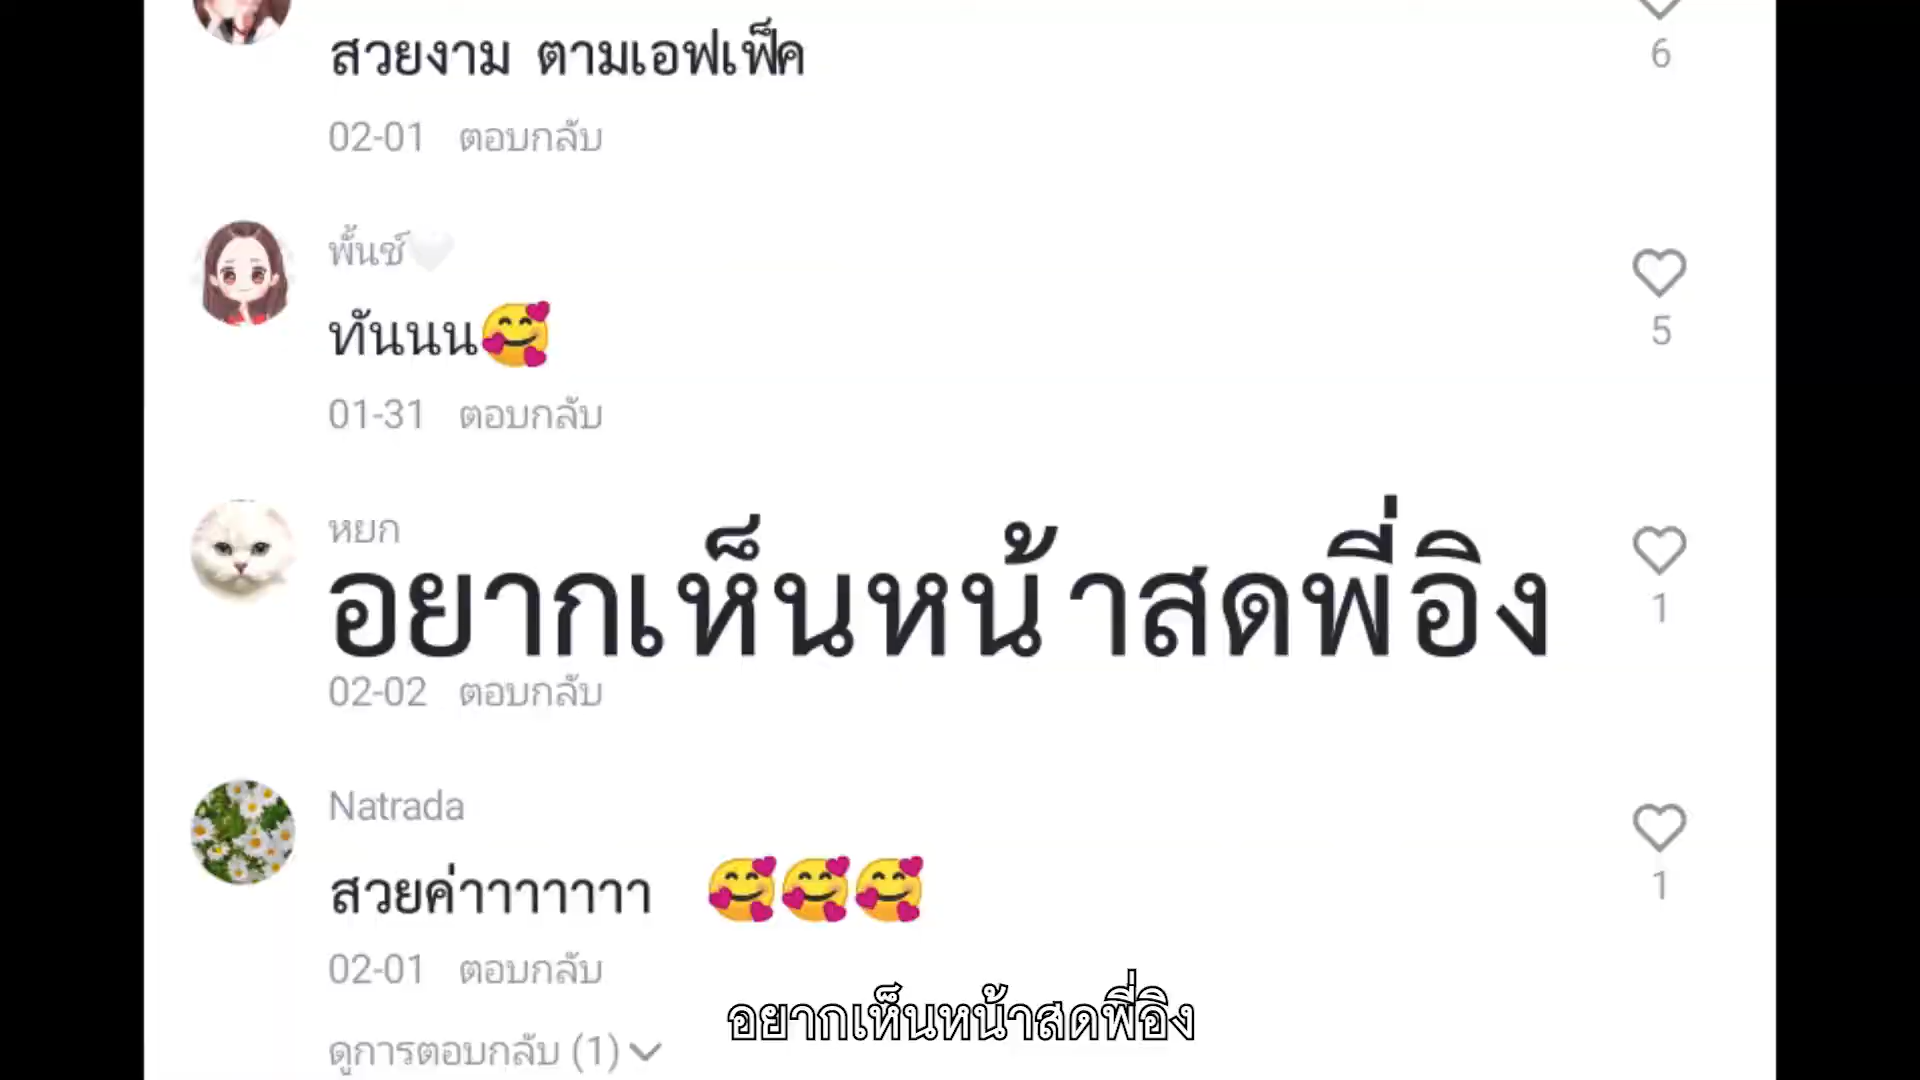 สวยงาม ตามเอฟเฟ็ค
6
02-01 ตอบกลับ
พั้นช์🤍
ทันนน🥰
5
01-31 ตอบกลับ
หยก
อยากเห็นหน้าสดพี่อิง
1
02-02 ตอบกลับ
Natrada
สวยค่าาาาาาา 🥰🥰🥰
1
02-01 ตอบกลับ
อยากเห็นหน้าสดพี่อิง
ดูการตอบกลับ (1)